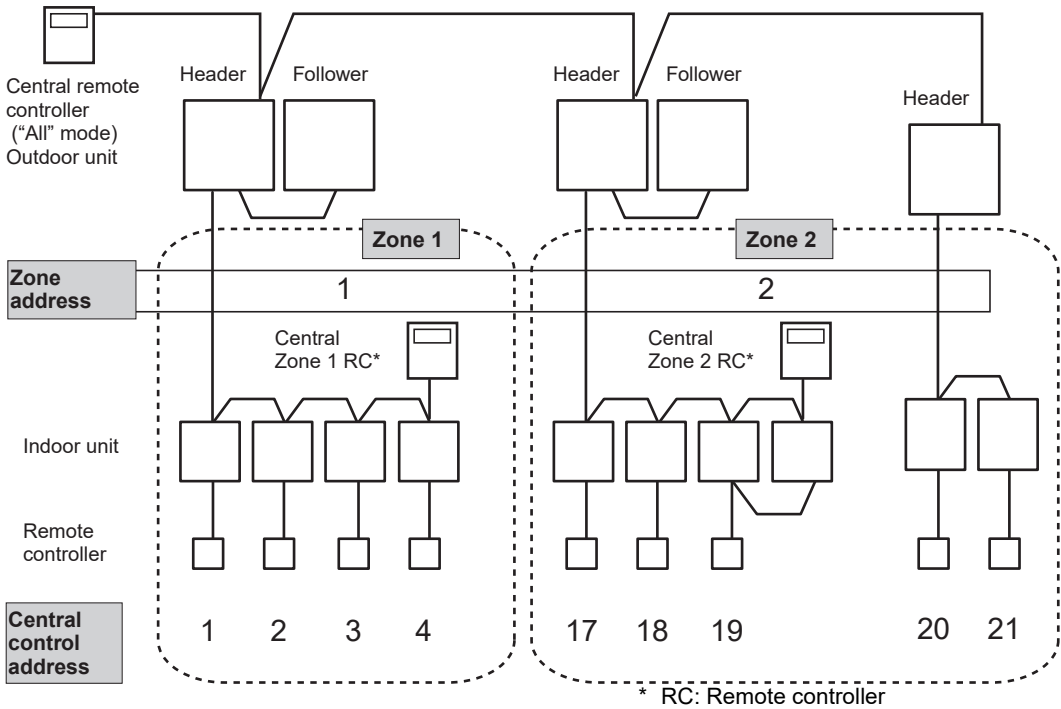 Central remote
controller
("All" mode)
Outdoor unit
Header
Follower
Header
Follower
Header
Zone 1
Zone 2
Zone
address
1
2
Central
Zone 1 RC*
Central
Zone 2 RC*
Indoor unit
Remote
controller
Central
control
address
1 2 3 4 17 18 19 20 21
* RC: Remote controller